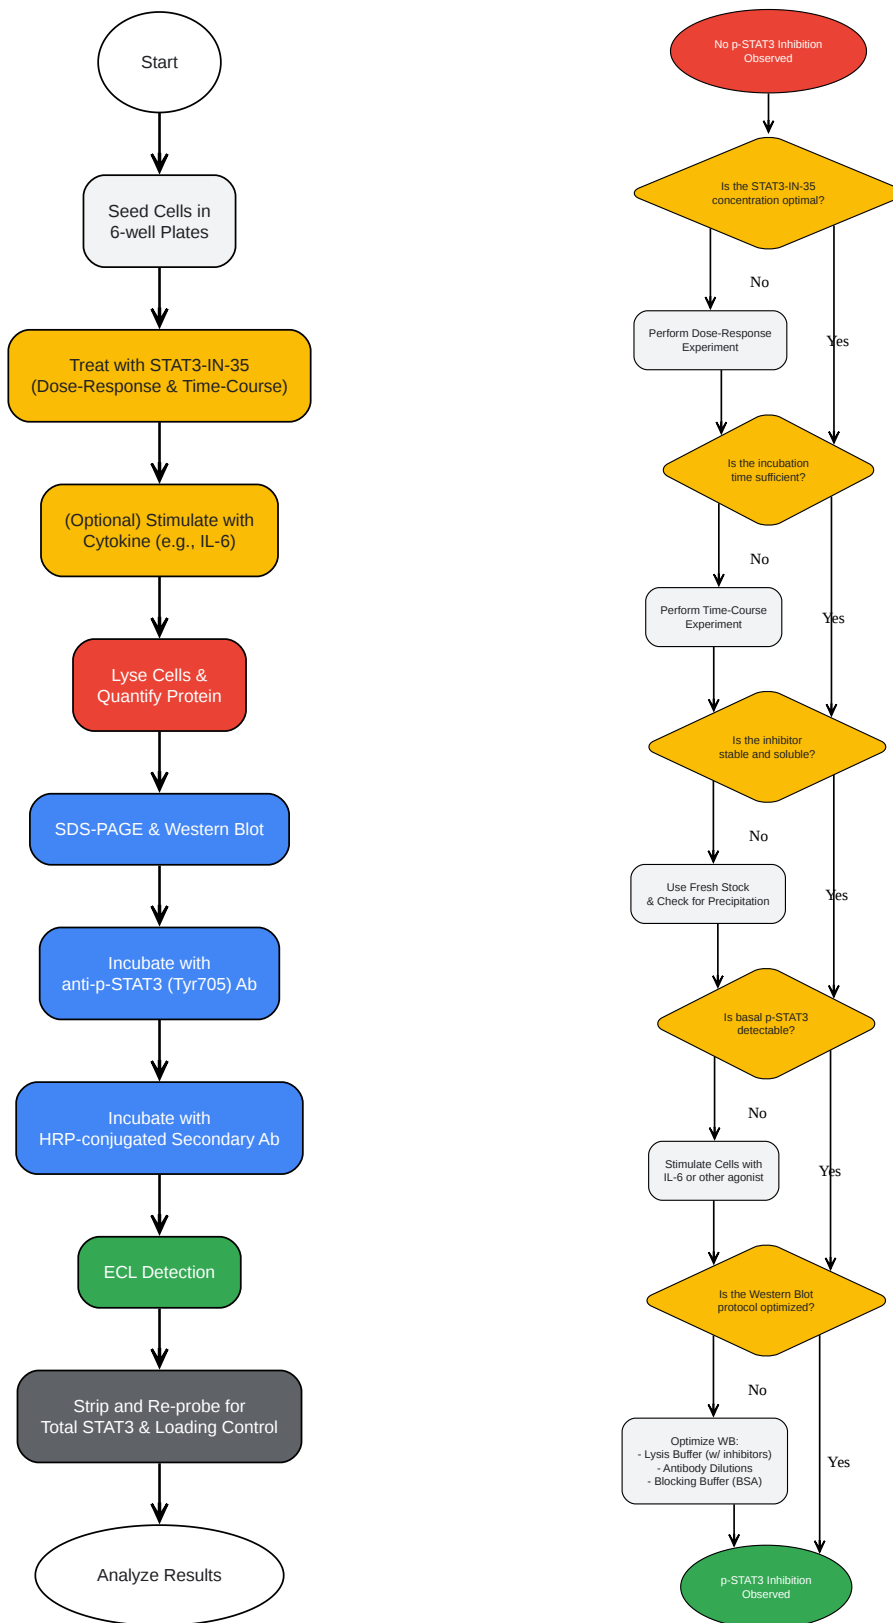 Start
Seed Cells in
6-well Plates
Treat with STAT3-IN-35
(Dose-Response & Time-Course)
(Optional) Stimulate with
Cytokine (e.g., IL-6)
Lyse Cells &
Quantify Protein
SDS-PAGE & Western Blot
Incubate with
anti-p-STAT3 (Tyr705) Ab
Incubate with
HRP-conjugated Secondary Ab
ECL Detection
Strip and Re-probe for
Total STAT3 & Loading Control
Analyze Results
No p-STAT3 Inhibition
Observed
Is the STAT3-IN-35
concentration optimal?
No
Perform Dose-Response
Experiment
Yes
Is the incubation
time sufficient?
No
Perform Time-Course
Experiment
Yes
Is the inhibitor
stable and soluble?
No
Use Fresh Stock
& Check for Precipitation
Yes
Is basal p-STAT3
detectable?
No
Stimulate Cells with
IL-6 or other agonist
Yes
Is the Western Blot
protocol optimized?
No
Optimize WB:
- Lysis Buffer (w/ inhibitors)
- Antibody Dilutions
- Blocking Buffer (BSA)
Yes
p-STAT3 Inhibition
Observed